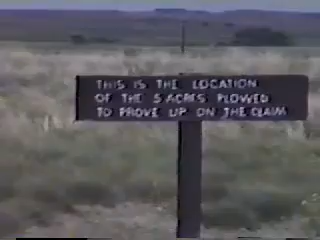 THIS IS THE LOCATION
OF THE 5 ACRES PLOWED
TO PROVE UP ON THE CLAIM